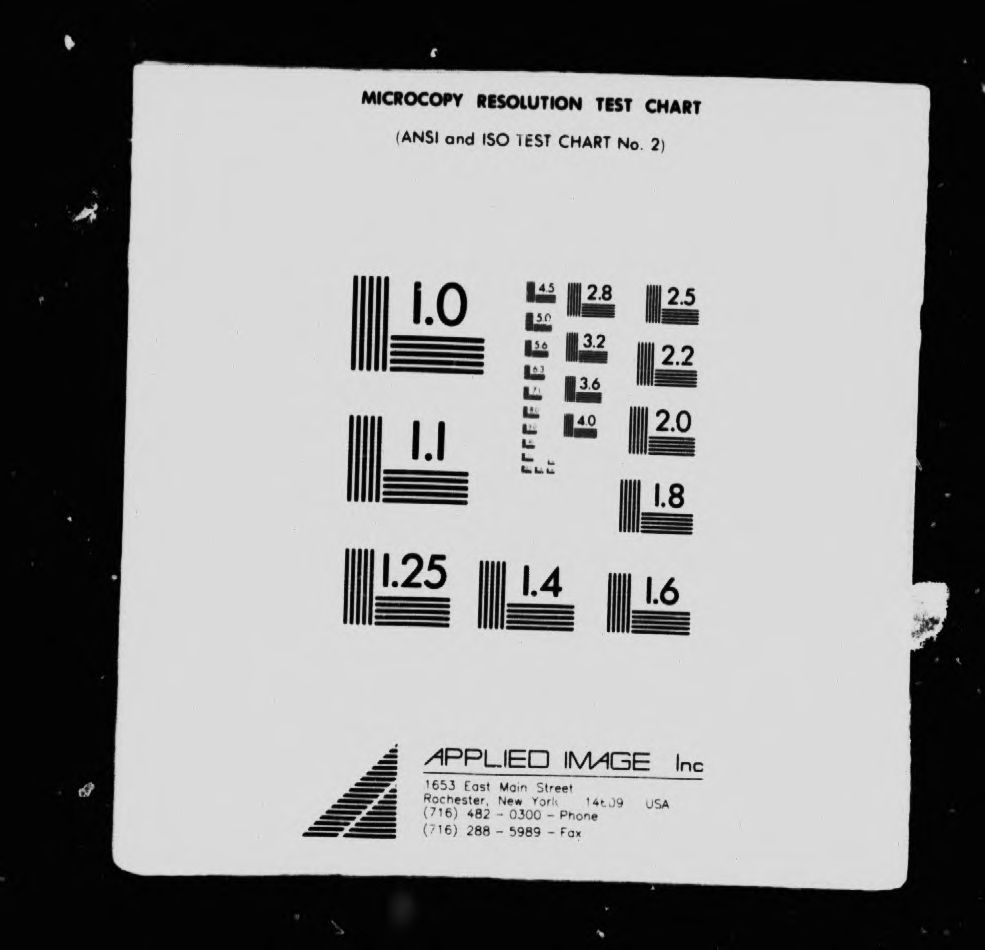 MICROCOPY RESOLUTION TEST CHART
(ANSI and ISO TEST CHART No. 2)
1.0
4.5
2.8
2.5
5.0
5.6
3.2
2.2
6.3
7.1
3.6
4.0
2.0
1.1
1.8
1.25
1.4
1.6
APPLIED IMAGE Inc
1653 East Main Street
Rochester, New York USA
(716) 482 - 0300 - Phone
(716) 288 - 5989 - Fax